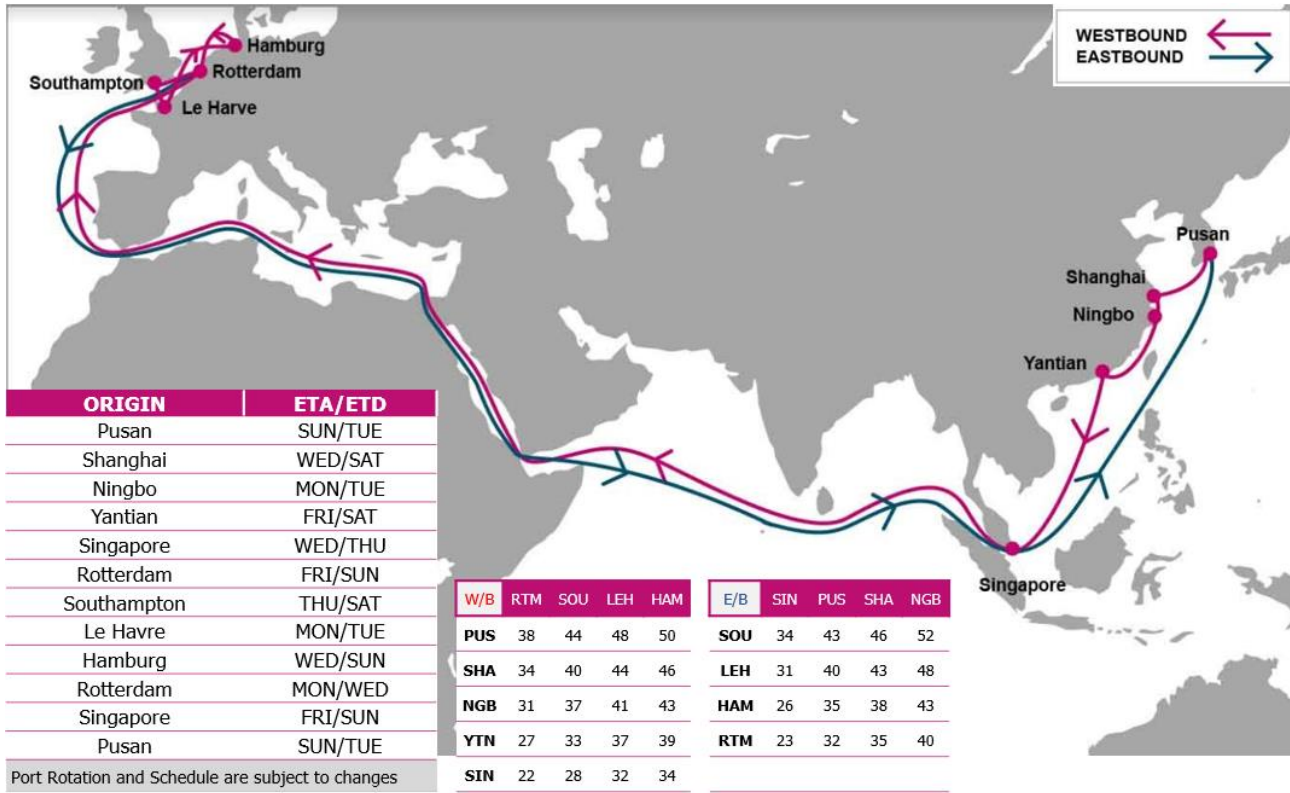 WESTBOUND
EASTBOUND
Hamburg
Rotterdam
Southampton
Le Harve
Pusan
Shanghai
Ningbo
Yantian
Singapore
ORIGIN ETA/ETD
Pusan SUN/TUE
Shanghai WED/SAT
Ningbo MON/TUE
Yantian FRI/SAT
Singapore WED/THU
Rotterdam FRI/SUN
Southampton THU/SAT
Le Havre MON/TUE
Hamburg WED/SUN
Rotterdam MON/WED
Singapore FRI/SUN
Pusan SUN/TUE
Port Rotation and Schedule are subject to changes
W/B RTM SOU LEH HAM
PUS 38 44 48 50
SHA 34 40 44 46
NGB 31 37 41 43
YTN 27 33 37 39
SIN 22 28 32 34
E/B SIN PUS SHA NGB
SOU 34 43 46 52
LEH 31 40 43 48
HAM 26 35 38 43
RTM 23 32 35 40